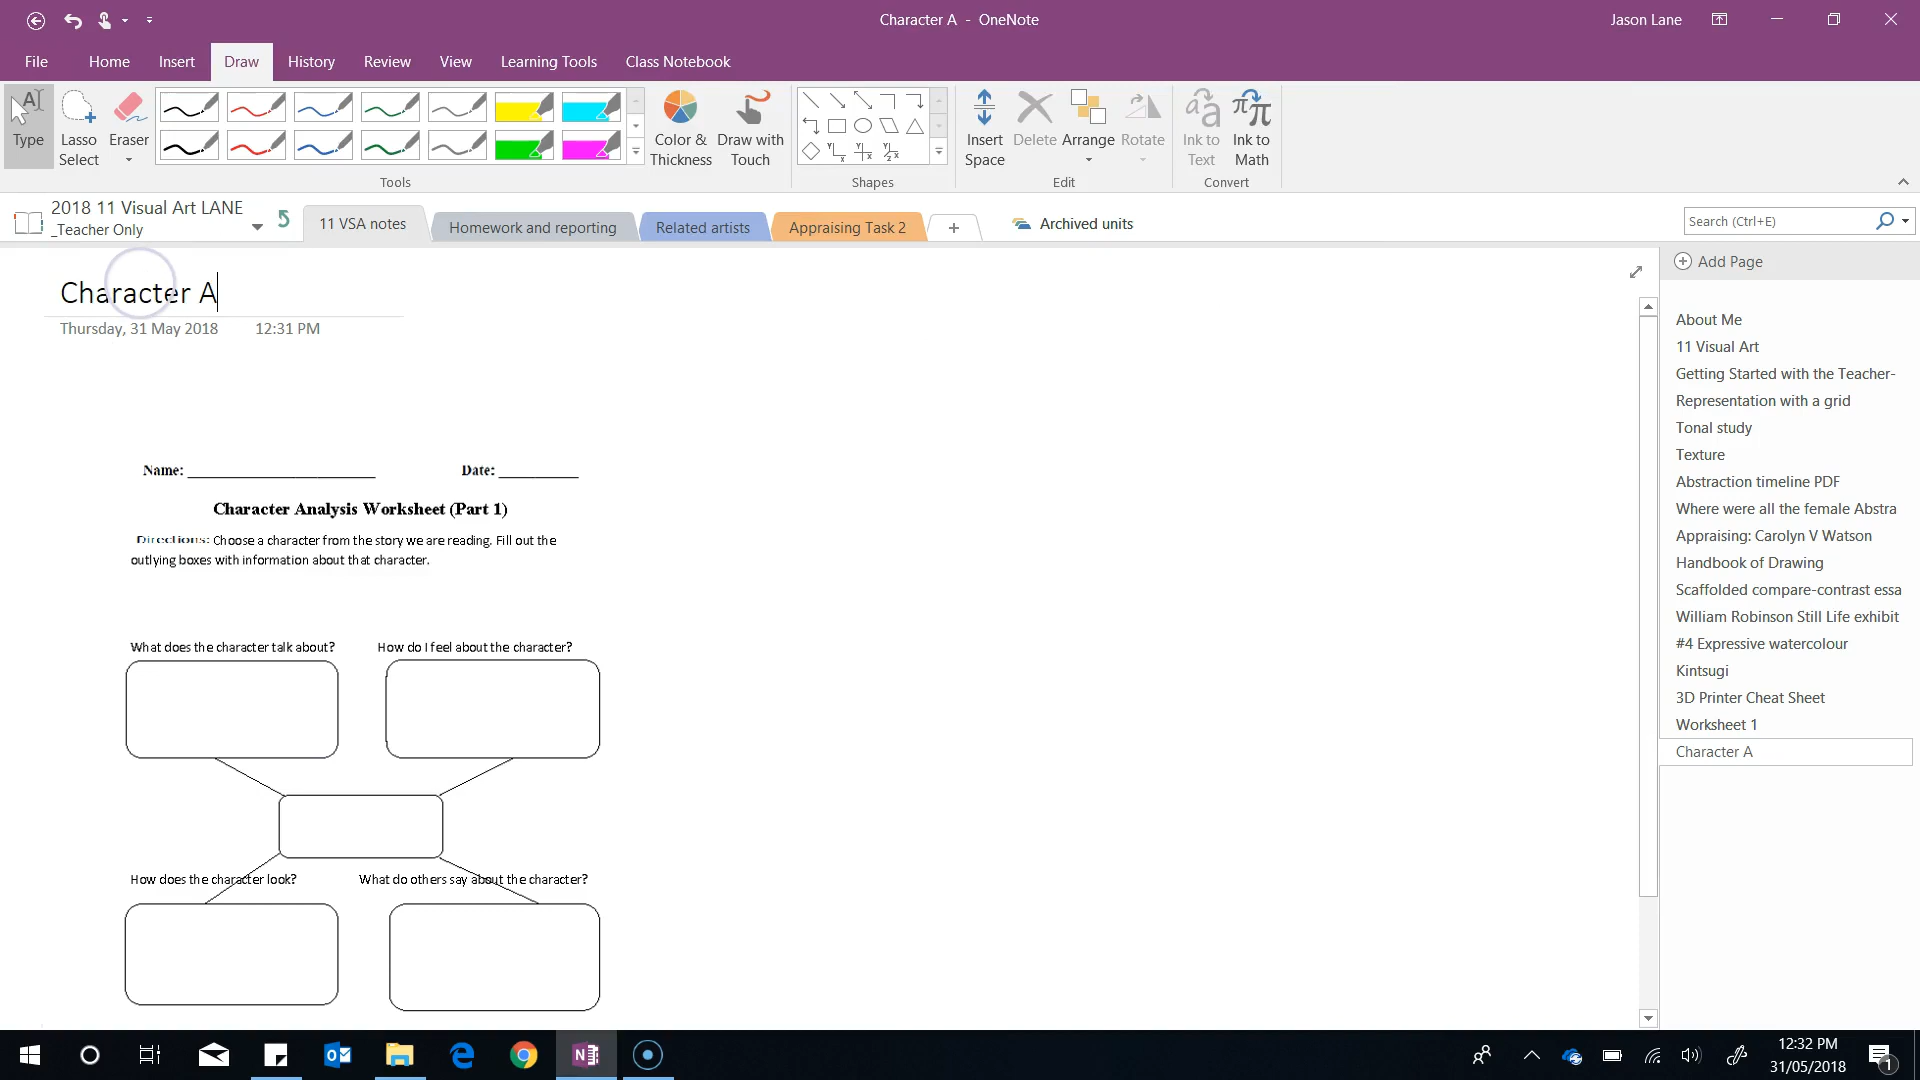 Character A - OneNote
Jason Lane
File Home Insert Draw History Review View Learning Tools Class Notebook
Type
Lasso Select
Eraser
Color & Thickness
Draw with Touch
Insert Space
Delete
Arrange
Rotate
Ink to Text
Ink to Math
Tools
Shapes
Edit
Convert
2018 11 Visual Art LANE
_Teacher Only
11 VSA notes
Homework and reporting
Related artists
Appraising Task 2
Archived units
Search (Ctrl+E)
Character A
Thursday, 31 May 2018 12:31 PM
Name: Date:
Character Analysis Worksheet (Part 1)
Directions: Choose a character from the story we are reading. Fill out the
outlying boxes with information about that character.
What does the character talk about? How do I feel about the character?
How does the character look? What do others say about the character?
Add Page
About Me
11 Visual Art
Getting Started with the Teacher-
Representation with a grid
Tonal study
Texture
Abstraction timeline PDF
Where were all the female Abstra
Appraising: Carolyn V Watson
Handbook of Drawing
Scaffolded compare-contrast essa
William Robinson Still Life exhibit
#4 Expressive watercolour
Kintsugi
3D Printer Cheat Sheet
Worksheet 1
Character A
12:32 PM
31/05/2018
1